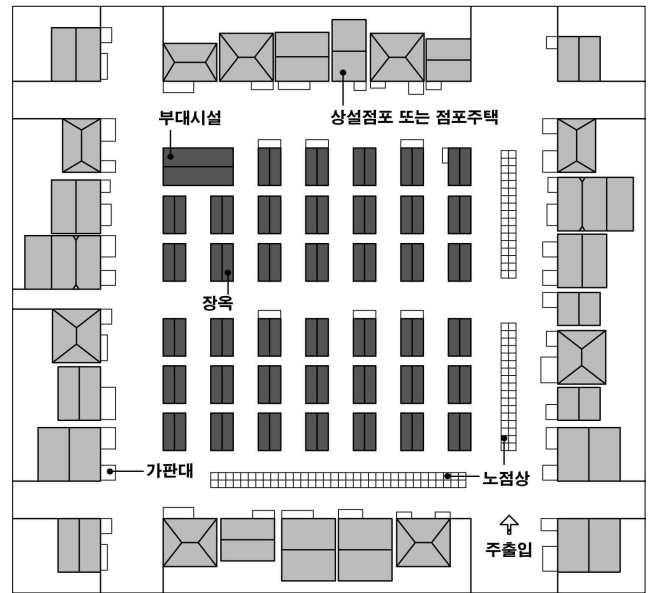 부대시설
상설점포 또는 점포주택
장옥
가판대
노점상
주출입